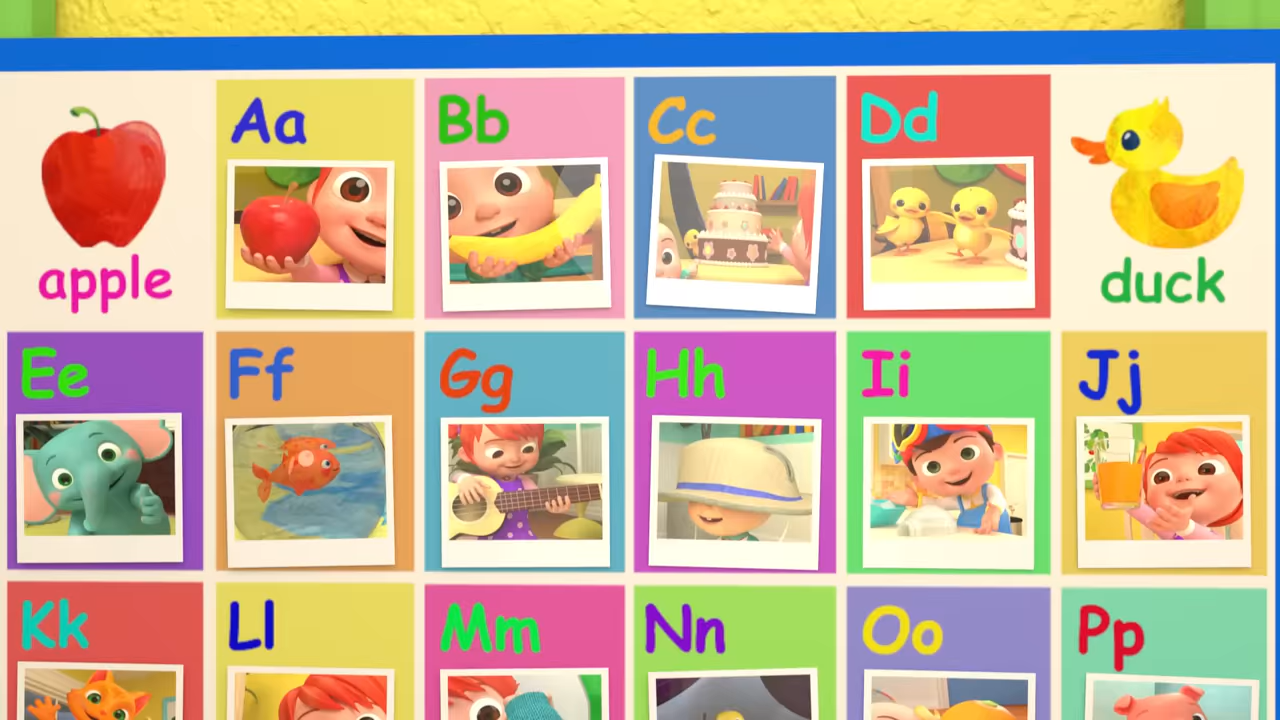 Aa Bb Cc Dd
apple duck
Ee Ff Gg Hh Ii Jj
Kk Ll Mm Nn Oo Pp